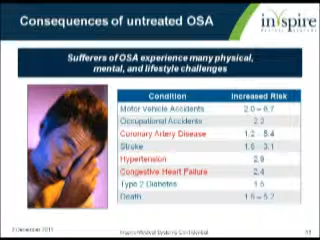 Consequences of untreated OSA
inspire
Sufferers of OSA experience many physical,
mental, and lifestyle challenges
Condition Increased Risk
Motor Vehicle Accidents 2.0 – 6.7
Occupational Accidents 2.2
Coronary Artery Disease 1.2 – 5.4
Stroke 1.6 – 3.1
Hypertension 2.9
Congestive Heart Failure 2.4
Type 2 Diabetes 1.6
Death 1.5 – 5.2
December 2011
Inspire Medical Systems Confidential